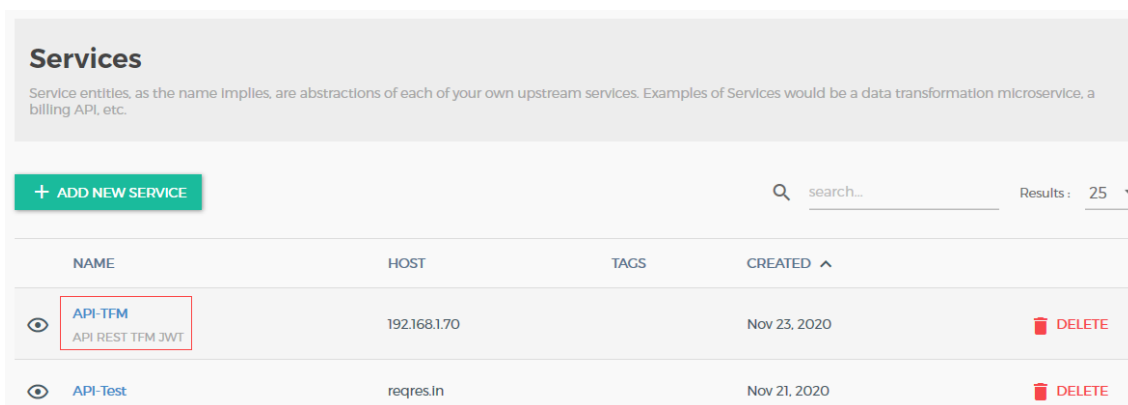 Services
Service entities, as the name implies, are abstractions of each of your own upstream services. Examples of Services would be a data transformation microservice, a
billing API, etc.
+ ADD NEW SERVICE
search...
Results : 25
NAME HOST TAGS CREATED
API-TFM 192.168.1.70 Nov 23, 2020 DELETE
API REST TFM JWT
API-Test reqres.in Nov 21, 2020 DELETE